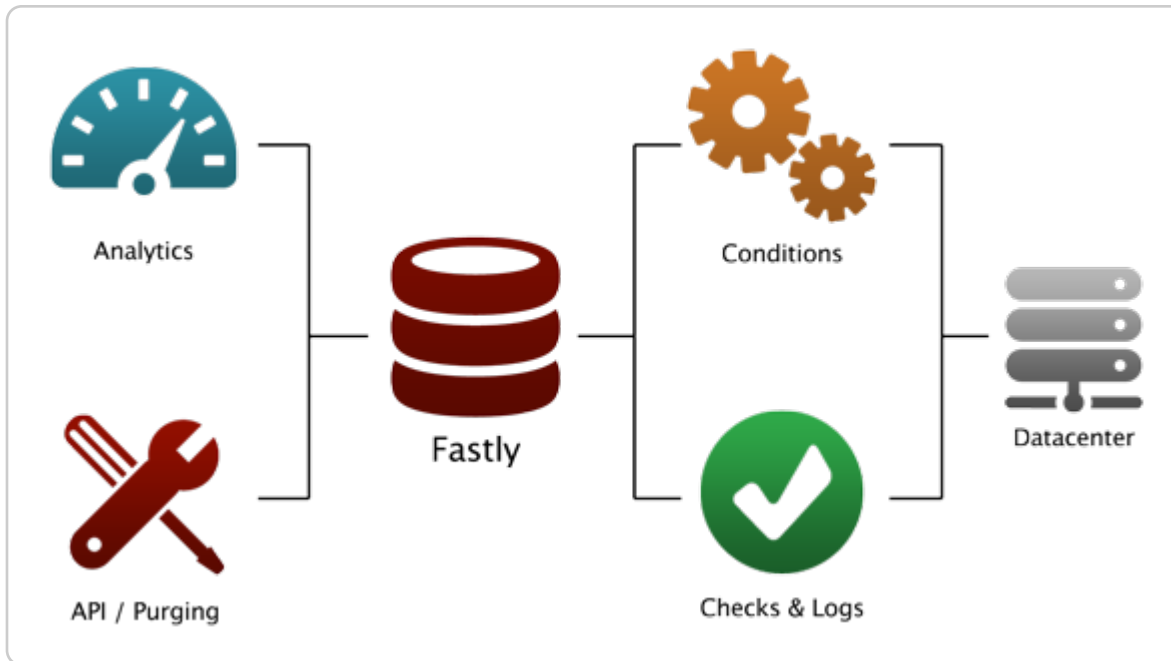 Analytics
Conditions
Fastly
Datacenter
API / Purging
Checks & Logs